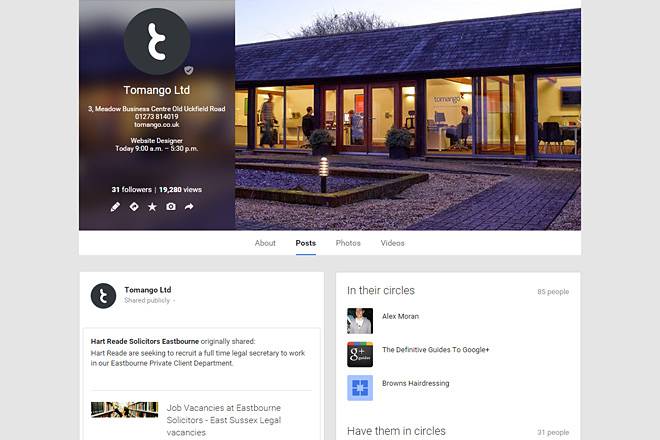 Tomango Ltd
3, Meadow Business Centre Old Uckfield Road
01273 814019
tomango.co.uk
Website Designer
Today 9:00 a.m. – 5:30 p.m.
31 followers | 19,280 views
tomango
About Posts Photos Videos
Tomango Ltd
Shared publicly -
Hart Reade Solicitors Eastbourne originally shared:
Hart Reade are seeking to recruit a full time legal secretary to work
in our Eastbourne Private Client Department.
Job Vacancies at Eastbourne
Solicitors - East Sussex Legal
vacancies
In their circles 85 people
Alex Moran
g+
guides
The Definitive Guides To Google+
Browns Hairdressing
Have them in circles 31 people